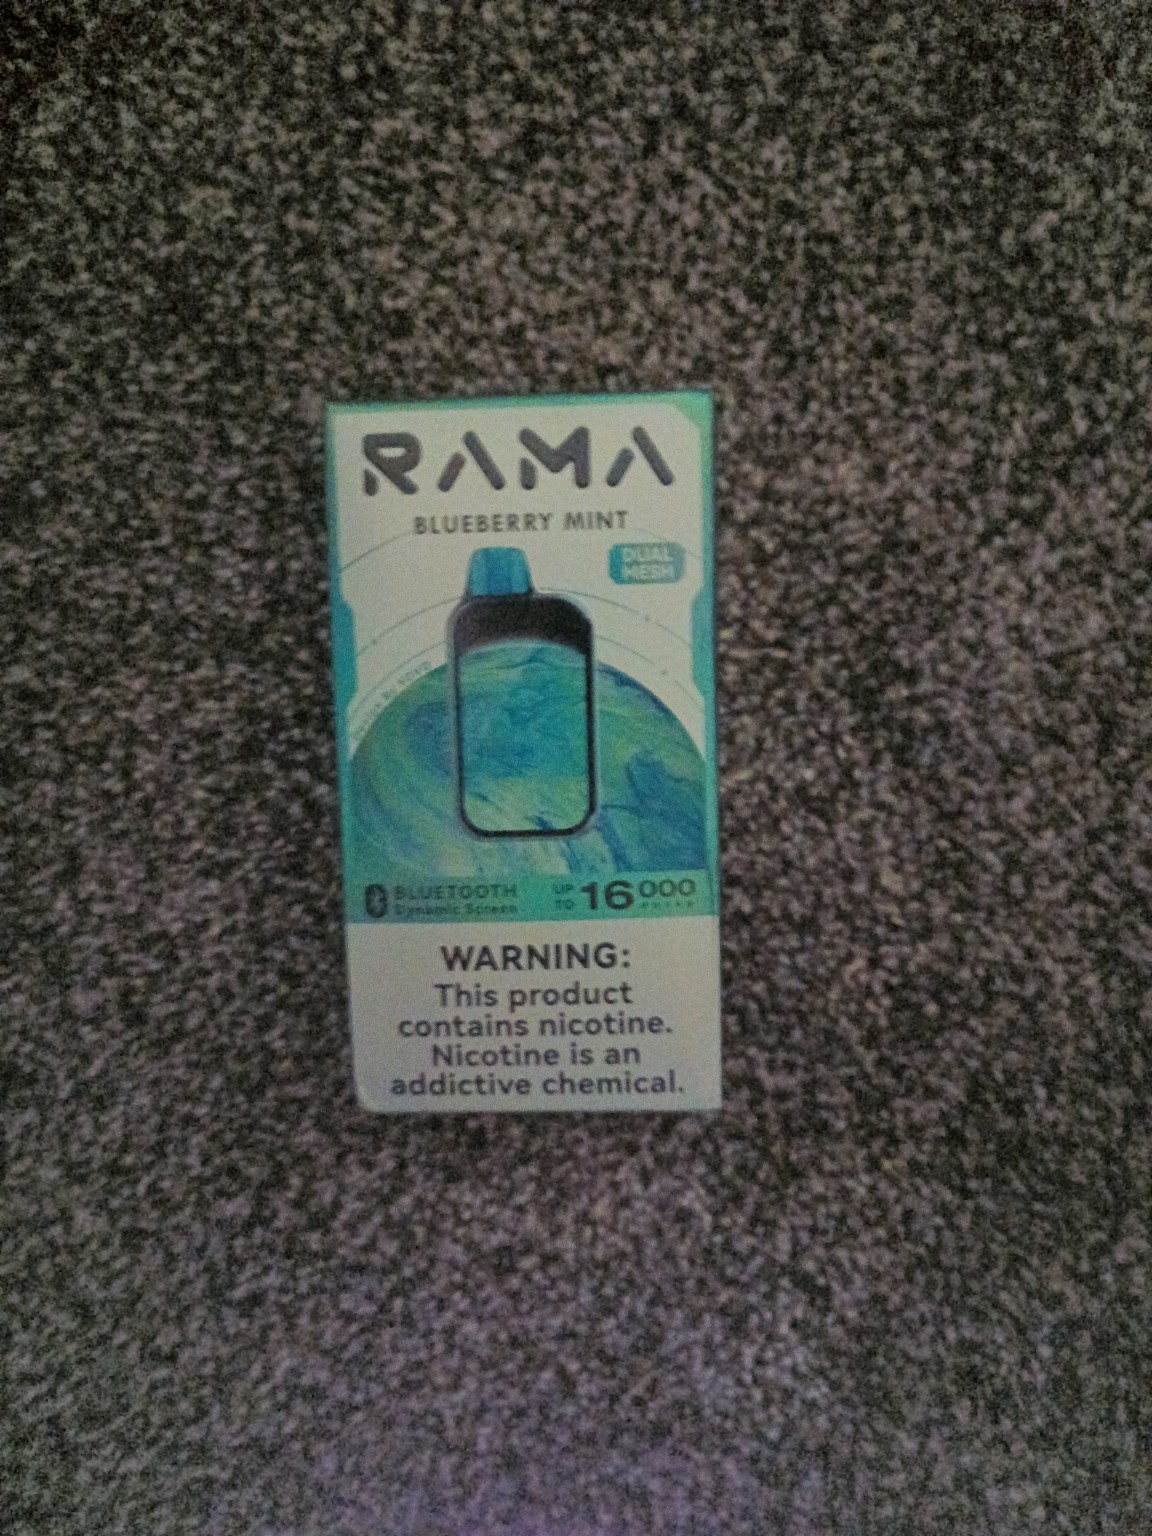 RAMA
BLUEBERRY MINT
DUAL
MESH
BLUETOOTH
Dynamic Screen
UP
TO
16000
PUFFS
WARNING:
This product
contains nicotine.
Nicotine is an
addictive chemical.